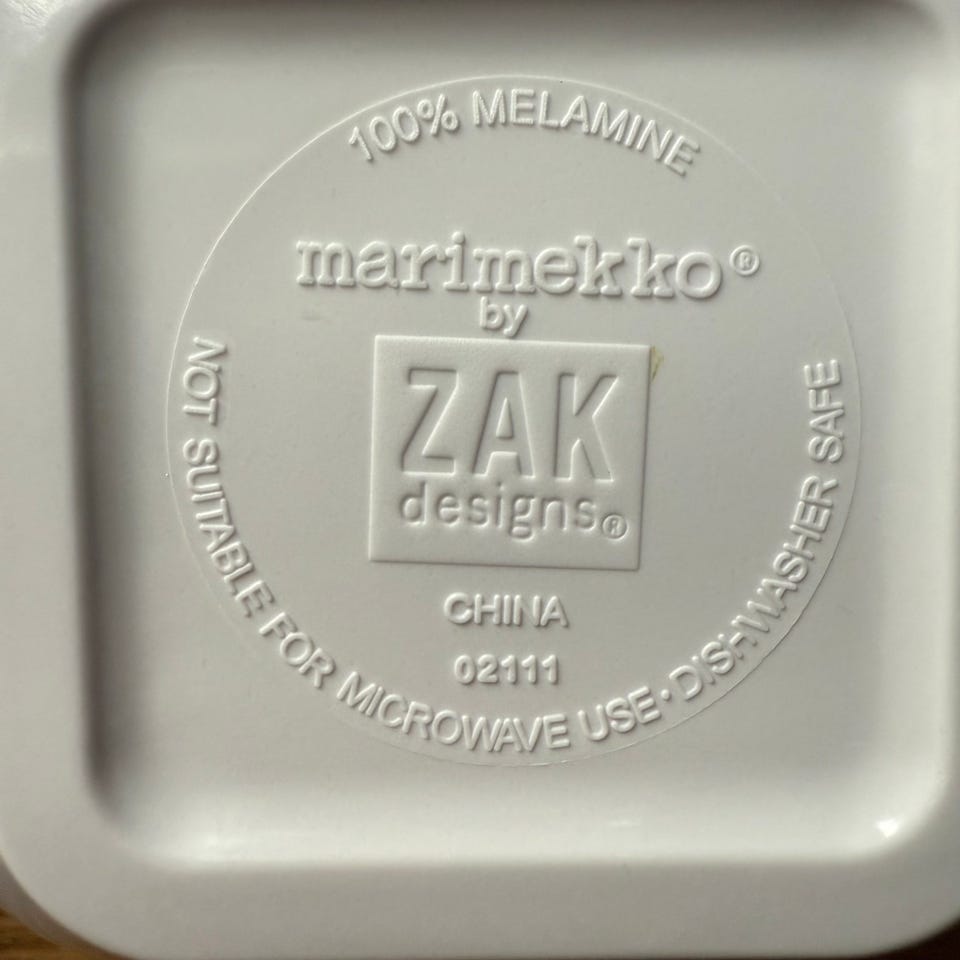 100% MELAMINE
marimekko®
by
ZAK
designs®
CHINA
02111
NOT SUITABLE FOR MICROWAVE USE · DISHWASHER SAFE